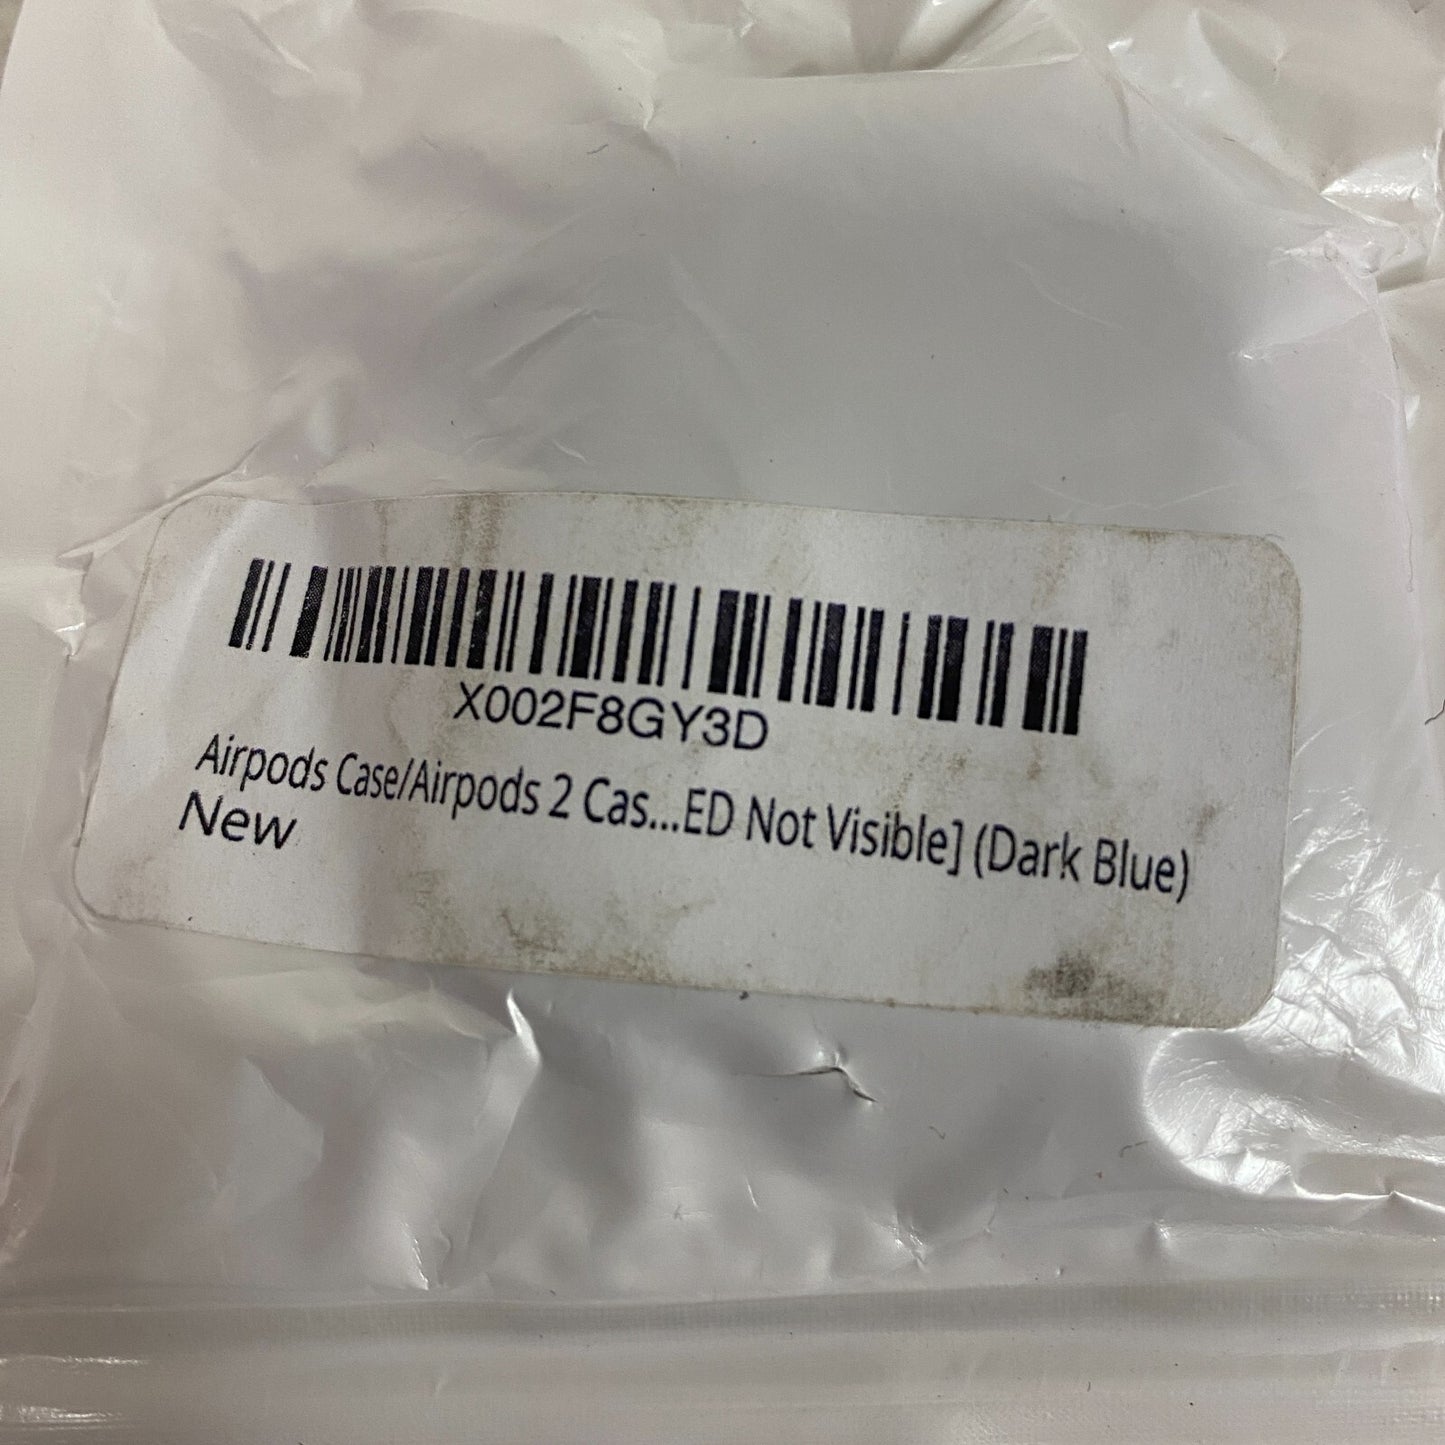 X002F8GY3D
Airpods Case/Airpods 2 Cas...ED Not Visible] (Dark Blue)
New